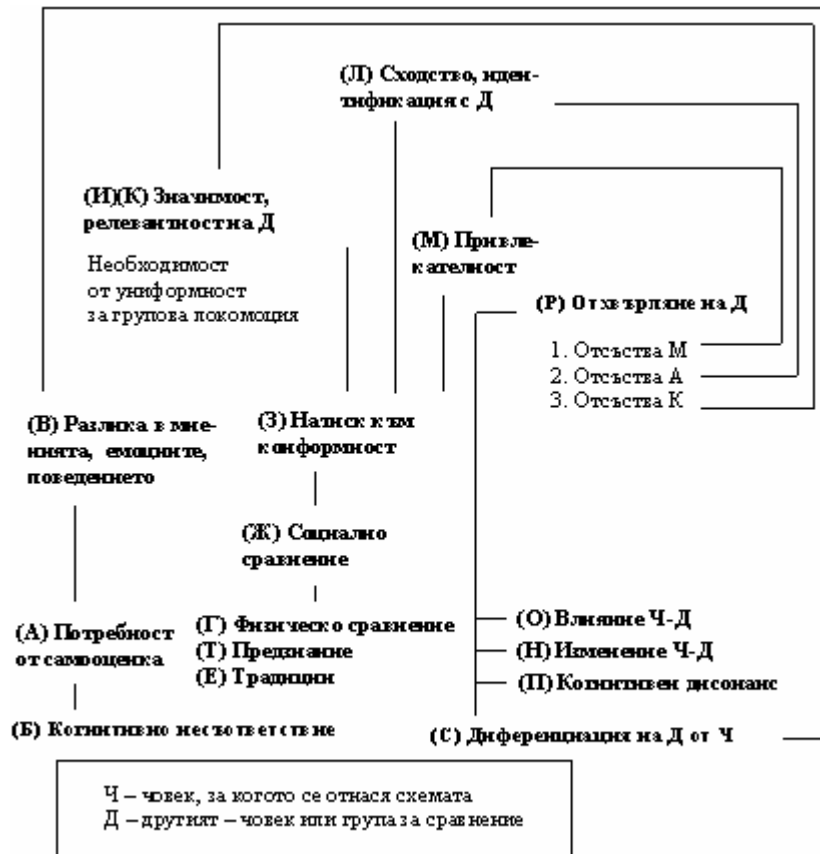 (Л) Сходство, иден-
тификация с Д
(И)(К) Значимост,
релевантност на Д
Необходимост
от униформност
за групова локомоция
(М) Привле-
кателност
(Р) Отхвърляне на Д
1. Отсъства М
2. Отсъства А
3. Отсъства К
(В) Разлика в мне-
нията, емоциите,
поведението
(З) Натиск към
конформност
(Ж) Социално
сравнение
(А) Потребност
от самооценка
(Г) Физическо сравнение
(Т) Предзнание
(Е) Традиции
(О) Влияние Ч-Д
(Н) Изменение Ч-Д
(П) Когнитивен дисонанс
(Б) Когнитивно несъответствие
(С) Диференциация на Д от Ч
Ч – човек, за когото се отнася схемата
Д – другият – човек или група за сравнение